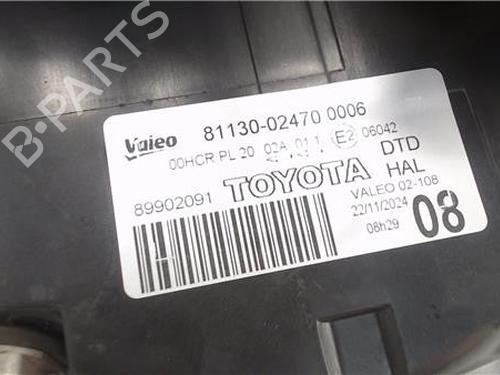 B-PARTS
Valeo 81130-02470 0006
00HCR PL 20 02A 01 1 E2 06042
89902091 TOYOTA DTD
HAL
VALEO 02-108
22/11/2024
08h29 08
H